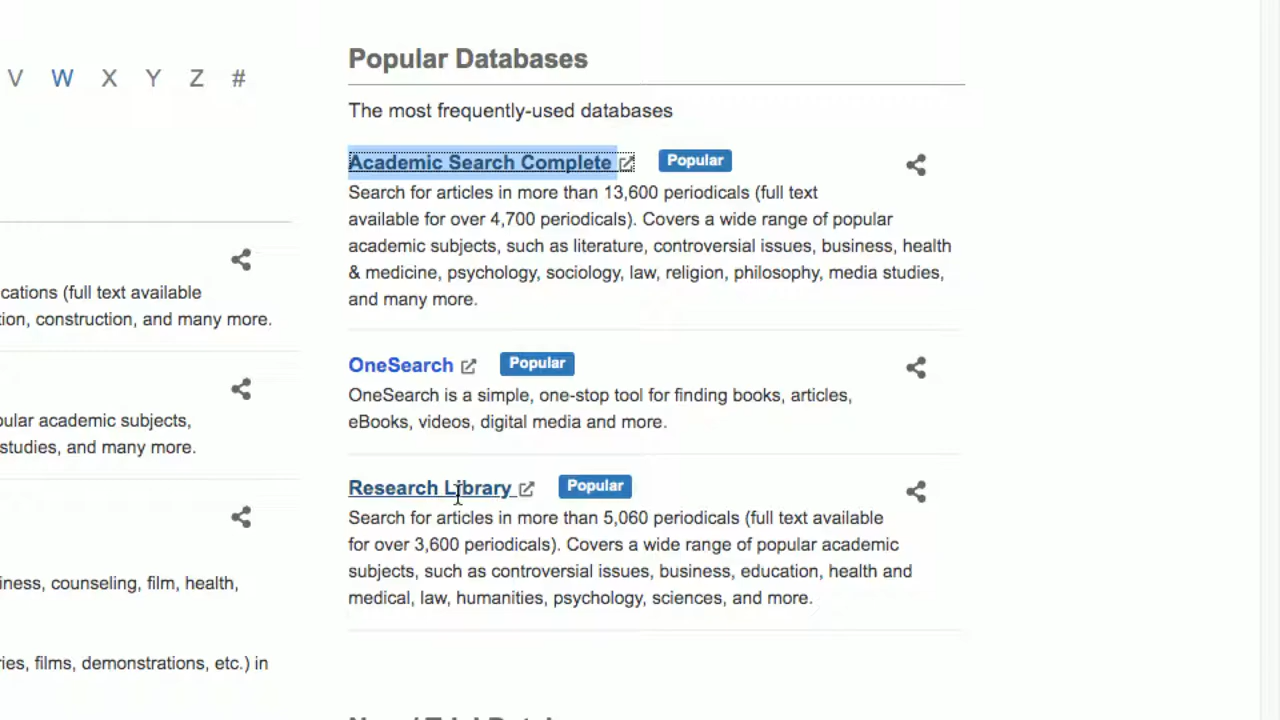 V W X Y Z #
cations (full text available
tion, construction, and many more.
pular academic subjects,
studies, and many more.
iness, counseling, film, health,
ries, films, demonstrations, etc.) in
Popular Databases
The most frequently-used databases
Academic Search Complete Popular
Search for articles in more than 13,600 periodicals (full text
available for over 4,700 periodicals). Covers a wide range of popular
academic subjects, such as literature, controversial issues, business, health
& medicine, psychology, sociology, law, religion, philosophy, media studies,
and many more.
OneSearch Popular
OneSearch is a simple, one-stop tool for finding books, articles,
eBooks, videos, digital media and more.
Research Library Popular
Search for articles in more than 5,060 periodicals (full text available
for over 3,600 periodicals). Covers a wide range of popular academic
subjects, such as controversial issues, business, education, health and
medical, law, humanities, psychology, sciences, and more.